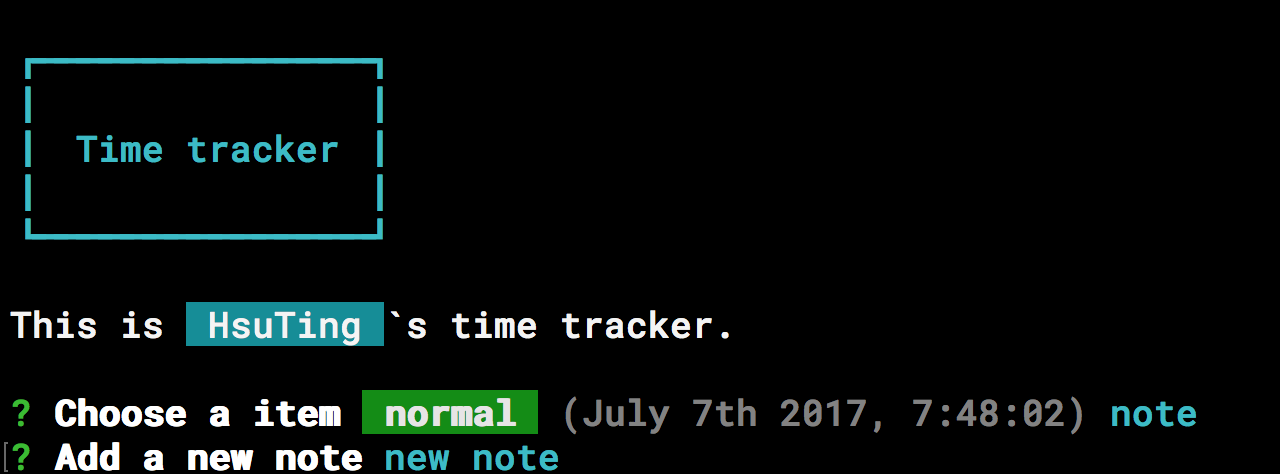 Time tracker
This is HsuTing `s time tracker.
? Choose a item normal (July 7th 2017, 7:48:02) note
? Add a new note new note